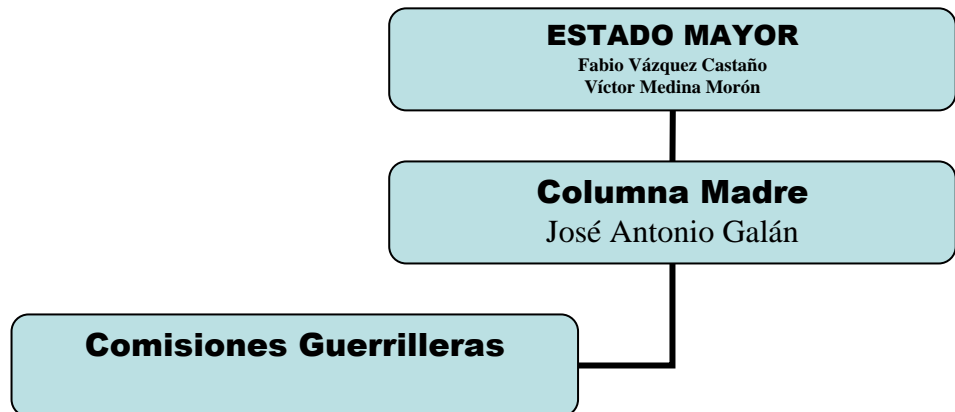 ESTADO MAYOR
Fabio Vázquez Castaño
Víctor Medina Morón
Columna Madre
José Antonio Galán
Comisiones Guerrilleras